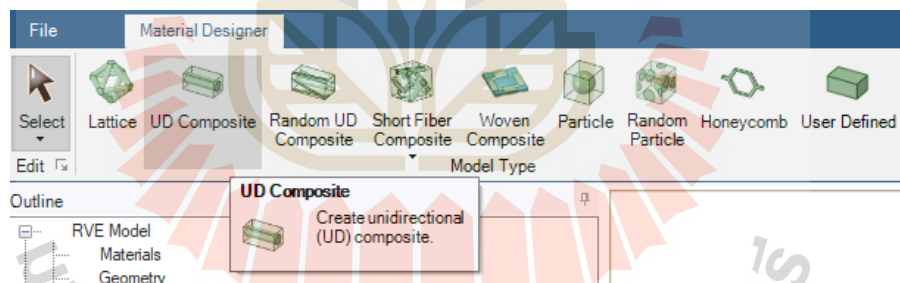 File
Material Designer
Select
Lattice
UD Composite
Random UD
Composite
Short Fiber
Composite
Woven
Composite
Particle
Random
Particle
Honeycomb
User Defined
Edit
Model Type
Outline
UD Composite
Create unidirectional
(UD) composite.
RVE Model
Materials
Geometry